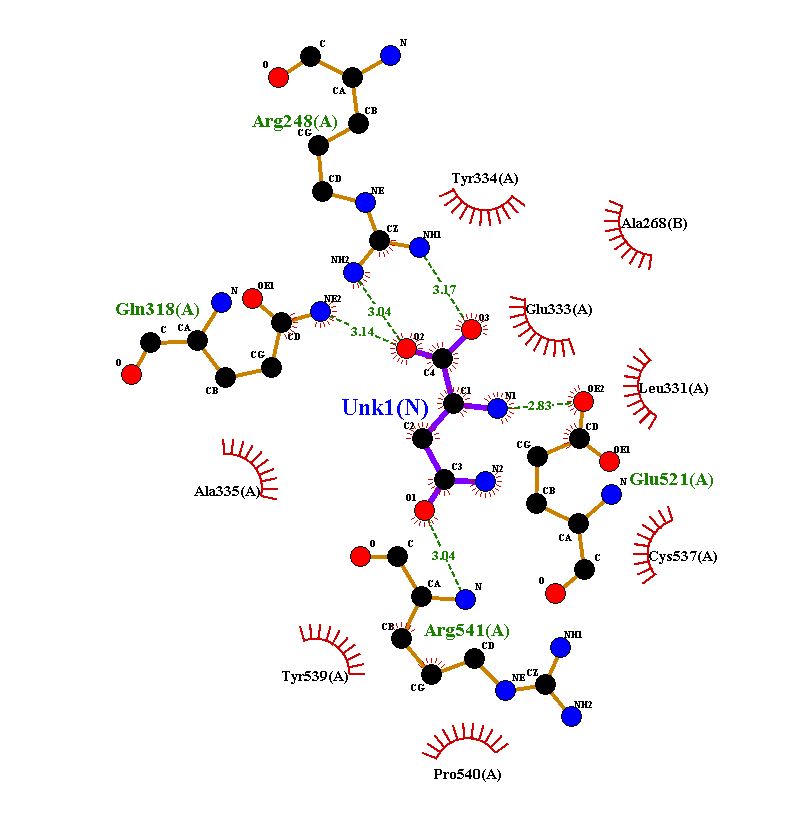 C
N
O
CA
CB
Arg248(A)
CG
CD
NE
Tyr334(A)
CZ
NH1
NH2
Ala268(B)
N
OE1
NE2
3.17
Gln318(A)
3.04
Glu333(A)
O3
3.14
O2
C
CA
CD
O
CG
C4
CB
Leu331(A)
C1
N1
OE2
Unk1(N)
2.83
C2
CD
CG
OE1
C3
N2
N
Glu521(A)
Ala335(A)
O1
CB
CA
O
C
3.04
Cys537(A)
C
CA
N
O
CB
Arg541(A)
NH1
CD
Tyr539(A)
CG
NE
CZ
NH2
Pro540(A)